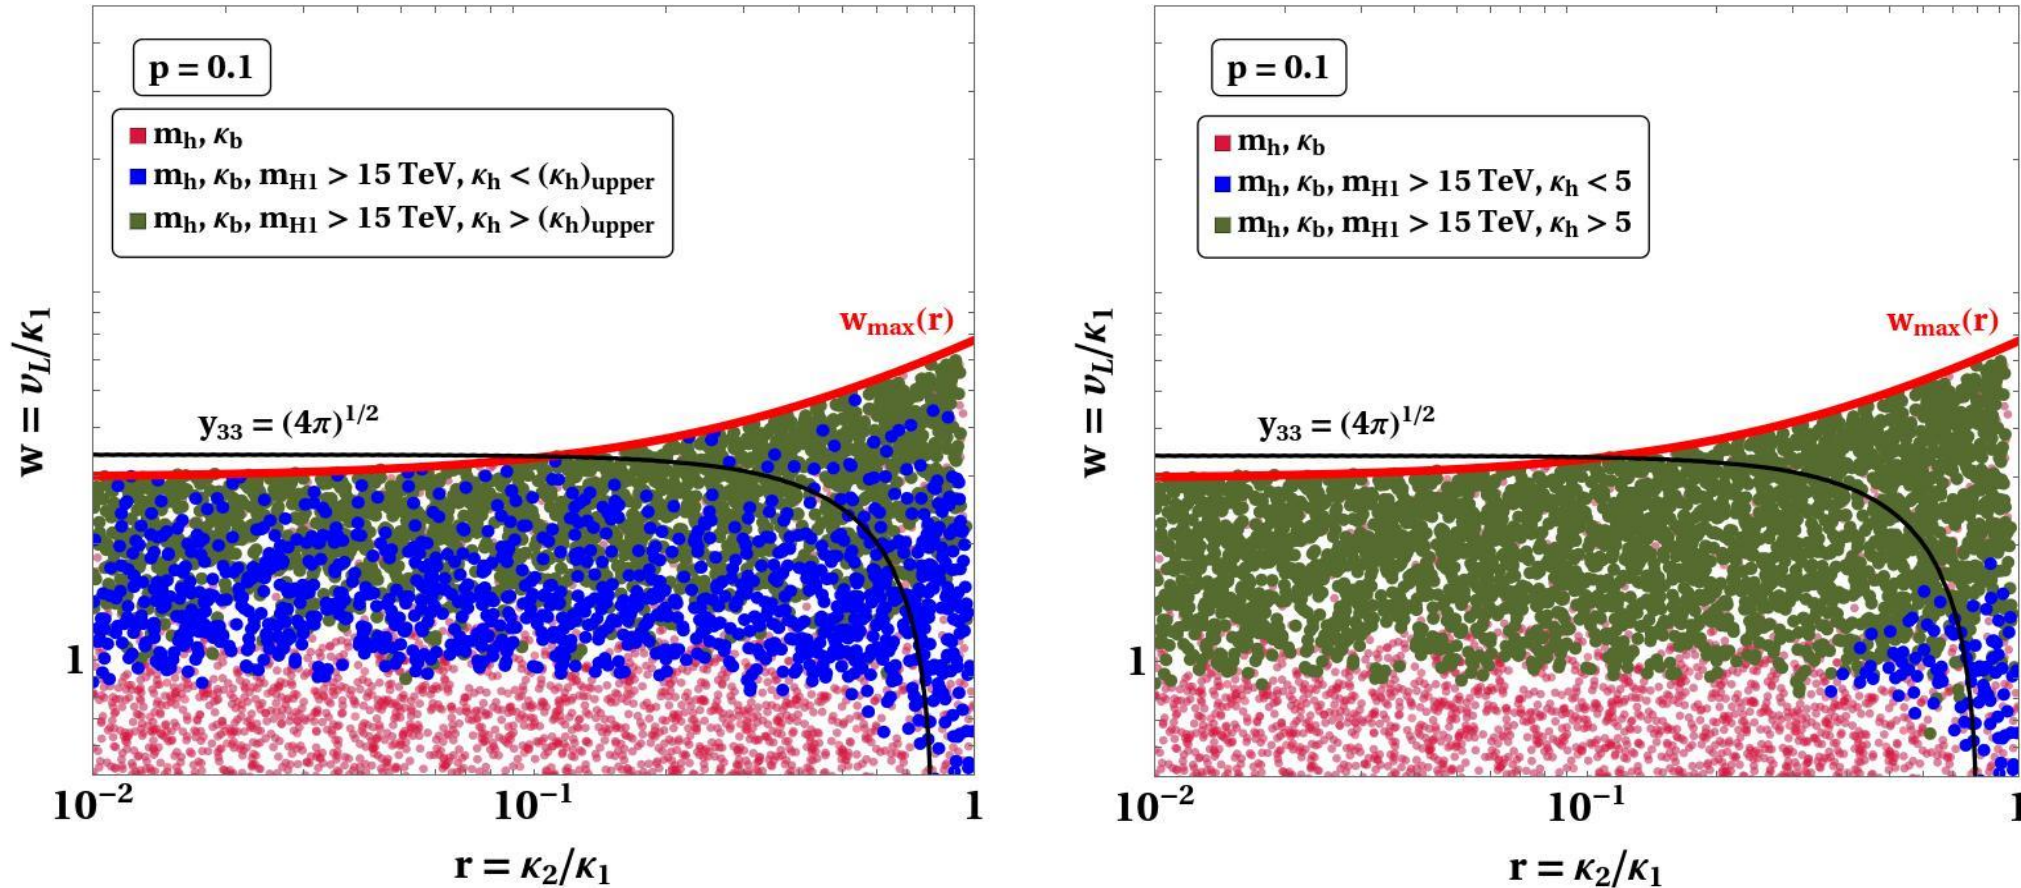 p = 0.1
m_h, κ_b
m_h, κ_b, m_H1 > 15 TeV, κ_h < (κ_h)_upper
m_h, κ_b, m_H1 > 15 TeV, κ_h > (κ_h)_upper
w_max(r)
y_33 = (4π)^1/2
w = υ_L/κ_1
1
10^-2
10^-1
1
r = κ_2/κ_1
p = 0.1
m_h, κ_b
m_h, κ_b, m_H1 > 15 TeV, κ_h < 5
m_h, κ_b, m_H1 > 15 TeV, κ_h > 5
w_max(r)
y_33 = (4π)^1/2
w = υ_L/κ_1
1
10^-2
10^-1
1
r = κ_2/κ_1